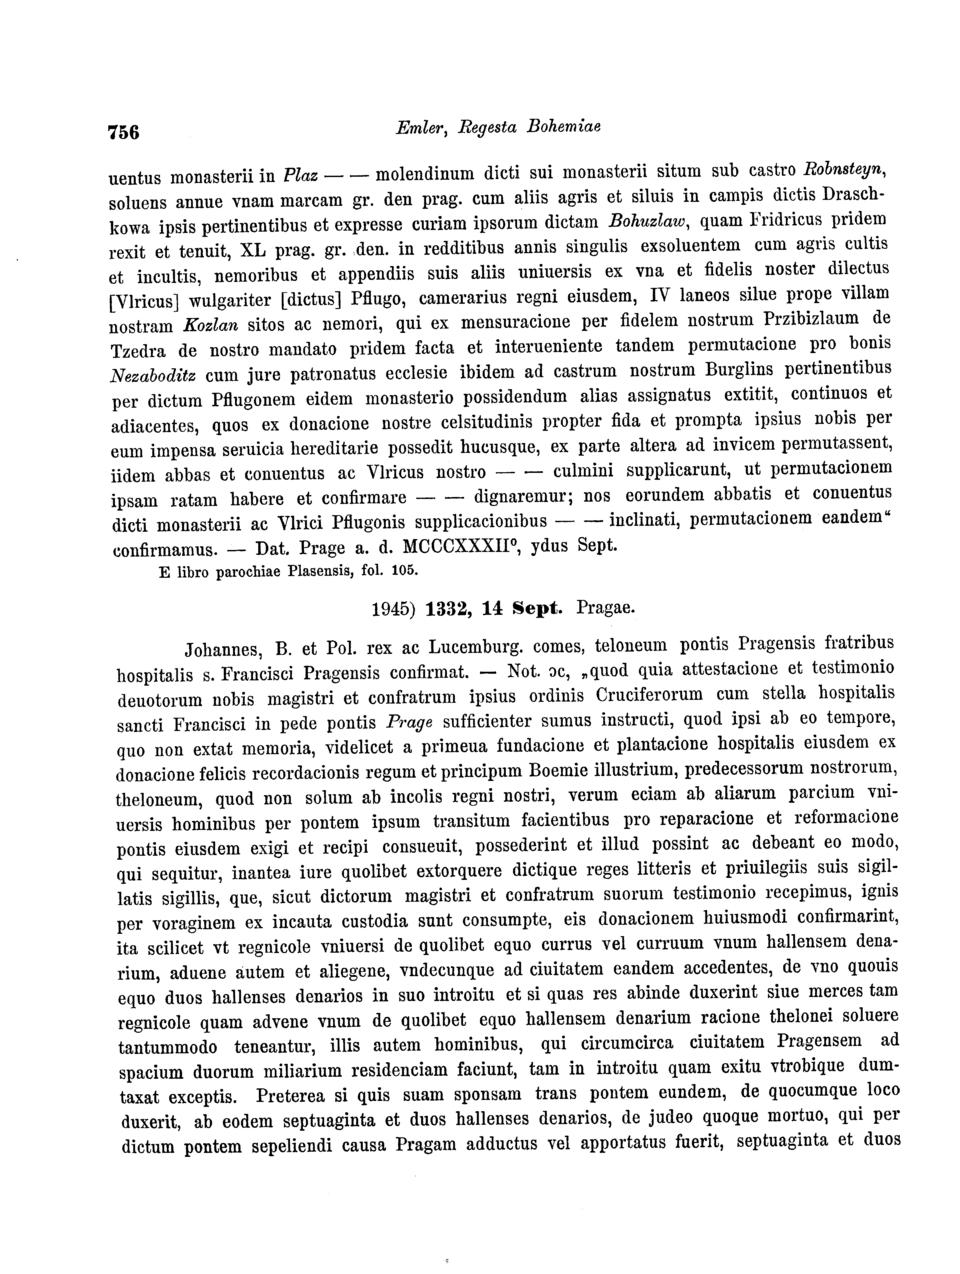 756
Emler, Regesta Bohemiae
uentus monasterii in Plaz — — molendinum dicti sui monasterii situm sub castro Robnsteyn,
soluens annue vnam marcam gr. den prag. cum aliis agris et siluis in campis dictis Drasch-
kowa ipsis pertinentibus et expresse curiam ipsorum dictam Bohuzlaw, quam Fridricus pridem
rexit et tenuit, XL prag. gr. den. in redditibus annis singulis exsoluentem cum agris cultis
et incultis, nemoribus et appendiis suis aliis uniuersis ex vna et fidelis noster dilectus
[Vlricus] wulgariter [dictus] Pflugo, camerarius regni eiusdem, IV laneos silue prope villam
nostram Kozlan sitos ac nemori, qui ex mensuracione per fidelem nostrum Przibizlaum de
Tzedra de nostro mandato pridem facta et interueniente tandem permutacione pro bonis
Nezaboditz cum jure patronatus ecclesie ibidem ad castrum nostrum Burglins pertinentibus
per dictum Pflugonem eidem monasterio possidendum alias assignatus extitit, continuos et
adiacentes, quos ex donacione nostre celsitudinis propter fida et prompta ipsius nobis per
eum impensa seruicia hereditarie possedit hucusque, ex parte altera ad invicem permutassent,
iidem abbas et conuentus ac Vlricus nostro — — culmini supplicarunt, ut permutacionem
ipsam ratam habere et confirmare — — dignaremur; nos eorundem abbatis et conuentus
dicti monasterii ac Vlrici Pflugonis supplicacionibus — — inclinati, permutacionem eandem“
confirmamus. — Dat. Prage a. d. MCCCXXXII⁰, ydus Sept.
E libro parochiae Plasensis, fol. 105.
1945) 1332, 14 Sept. Pragae.
Johannes, B. et Pol. rex ac Lucemburg. comes, teloneum pontis Pragensis fratribus
hospitalis s. Francisci Pragensis confirmat. — Not. ɔc, „quod quia attestacione et testimonio
deuotorum nobis magistri et confratrum ipsius ordinis Cruciferorum cum stella hospitalis
sancti Francisci in pede pontis Prage sufficienter sumus instructi, quod ipsi ab eo tempore,
quo non extat memoria, videlicet a primeua fundacione et plantacione hospitalis eiusdem ex
donacione felicis recordacionis regum et principum Boemie illustrium, predecessorum nostrorum,
theloneum, quod non solum ab incolis regni nostri, verum eciam ab aliarum parcium vni-
uersis hominibus per pontem ipsum transitum facientibus pro reparacione et reformacione
pontis eiusdem exigi et recipi consueuit, possederint et illud possint ac debeant eo modo,
qui sequitur, inantea iure quolibet extorquere dictique reges litteris et priuilegiis suis sigil-
latis sigillis, que, sicut dictorum magistri et confratrum suorum testimonio recepimus, ignis
per voraginem ex incauta custodia sunt consumpte, eis donacionem huiusmodi confirmarint,
ita scilicet vt regnicole vniuersi de quolibet equo currus vel curruum vnum hallensem dena-
rium, aduene autem et aliegene, vndecunque ad ciuitatem eandem accedentes, de vno quouis
equo duos hallenses denarios in suo introitu et si quas res abinde duxerint siue merces tam
regnicole quam advene vnum de quolibet equo hallensem denarium racione thelonei soluere
tantummodo teneantur, illis autem hominibus, qui circumcirca ciuitatem Pragensem ad
spacium duorum miliarium residenciam faciunt, tam in introitu quam exitu vtrobique dum-
taxat exceptis. Preterea si quis suam sponsam trans pontem eundem, de quocumque loco
duxerit, ab eodem septuaginta et duos hallenses denarios, de judeo quoque mortuo, qui per
dictum pontem sepeliendi causa Pragam adductus vel apportatus fuerit, septuaginta et duos